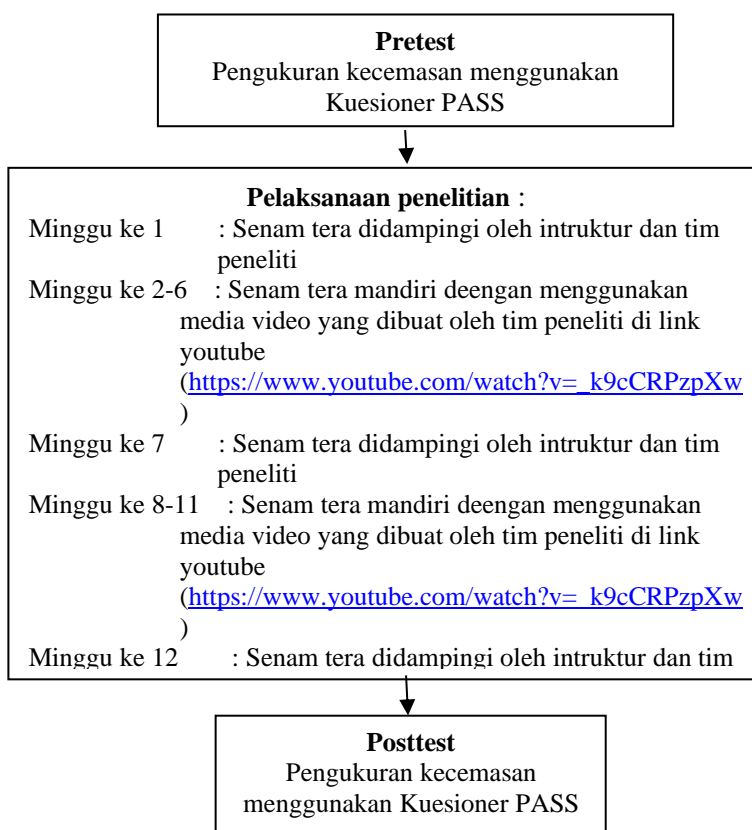 Pretest
Pengukuran kecemasan menggunakan
Kuesioner PASS
Pelaksanaan penelitian :
Minggu ke 1 : Senam tera didampingi oleh intruktur dan tim
peneliti
Minggu ke 2-6 : Senam tera mandiri deengan menggunakan
media video yang dibuat oleh tim peneliti di link
youtube
(https://www.youtube.com/watch?v=_k9cCRPzpXw
)
Minggu ke 7 : Senam tera didampingi oleh intruktur dan tim
peneliti
Minggu ke 8-11 : Senam tera mandiri deengan menggunakan
media video yang dibuat oleh tim peneliti di link
youtube
(https://www.youtube.com/watch?v=_k9cCRPzpXw
)
Minggu ke 12 : Senam tera didampingi oleh intruktur dan tim
Posttest
Pengukuran kecemasan
menggunakan Kuesioner PASS